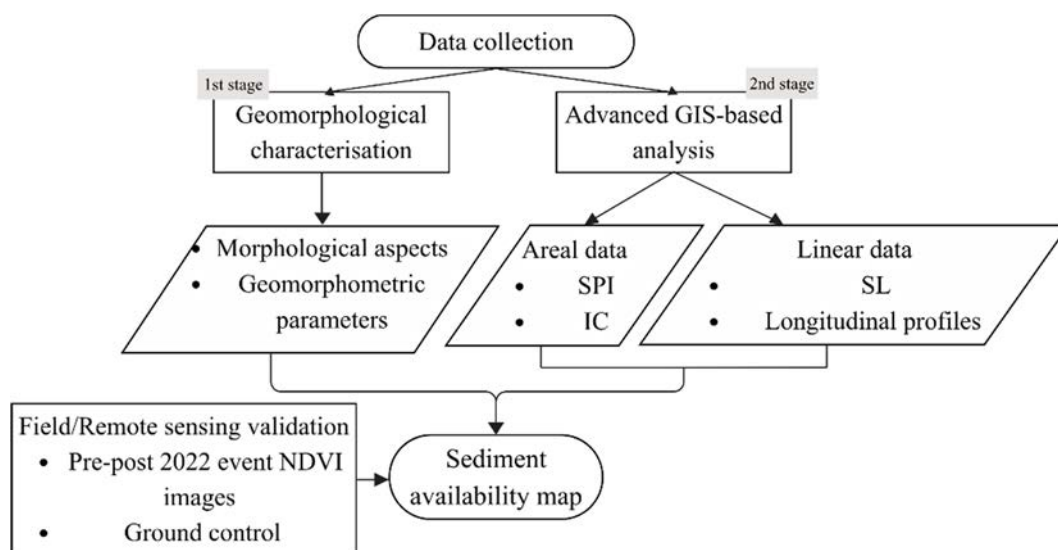 Data collection
1st stage
2nd stage
Geomorphological
characterisation
Advanced GIS-based
analysis
• Morphological aspects
• Geomorphometric
parameters
Areal data
• SPI
• IC
Linear data
• SL
• Longitudinal profiles
Field/Remote sensing validation
• Pre-post 2022 event NDVI
images
• Ground control
Sediment
availability map